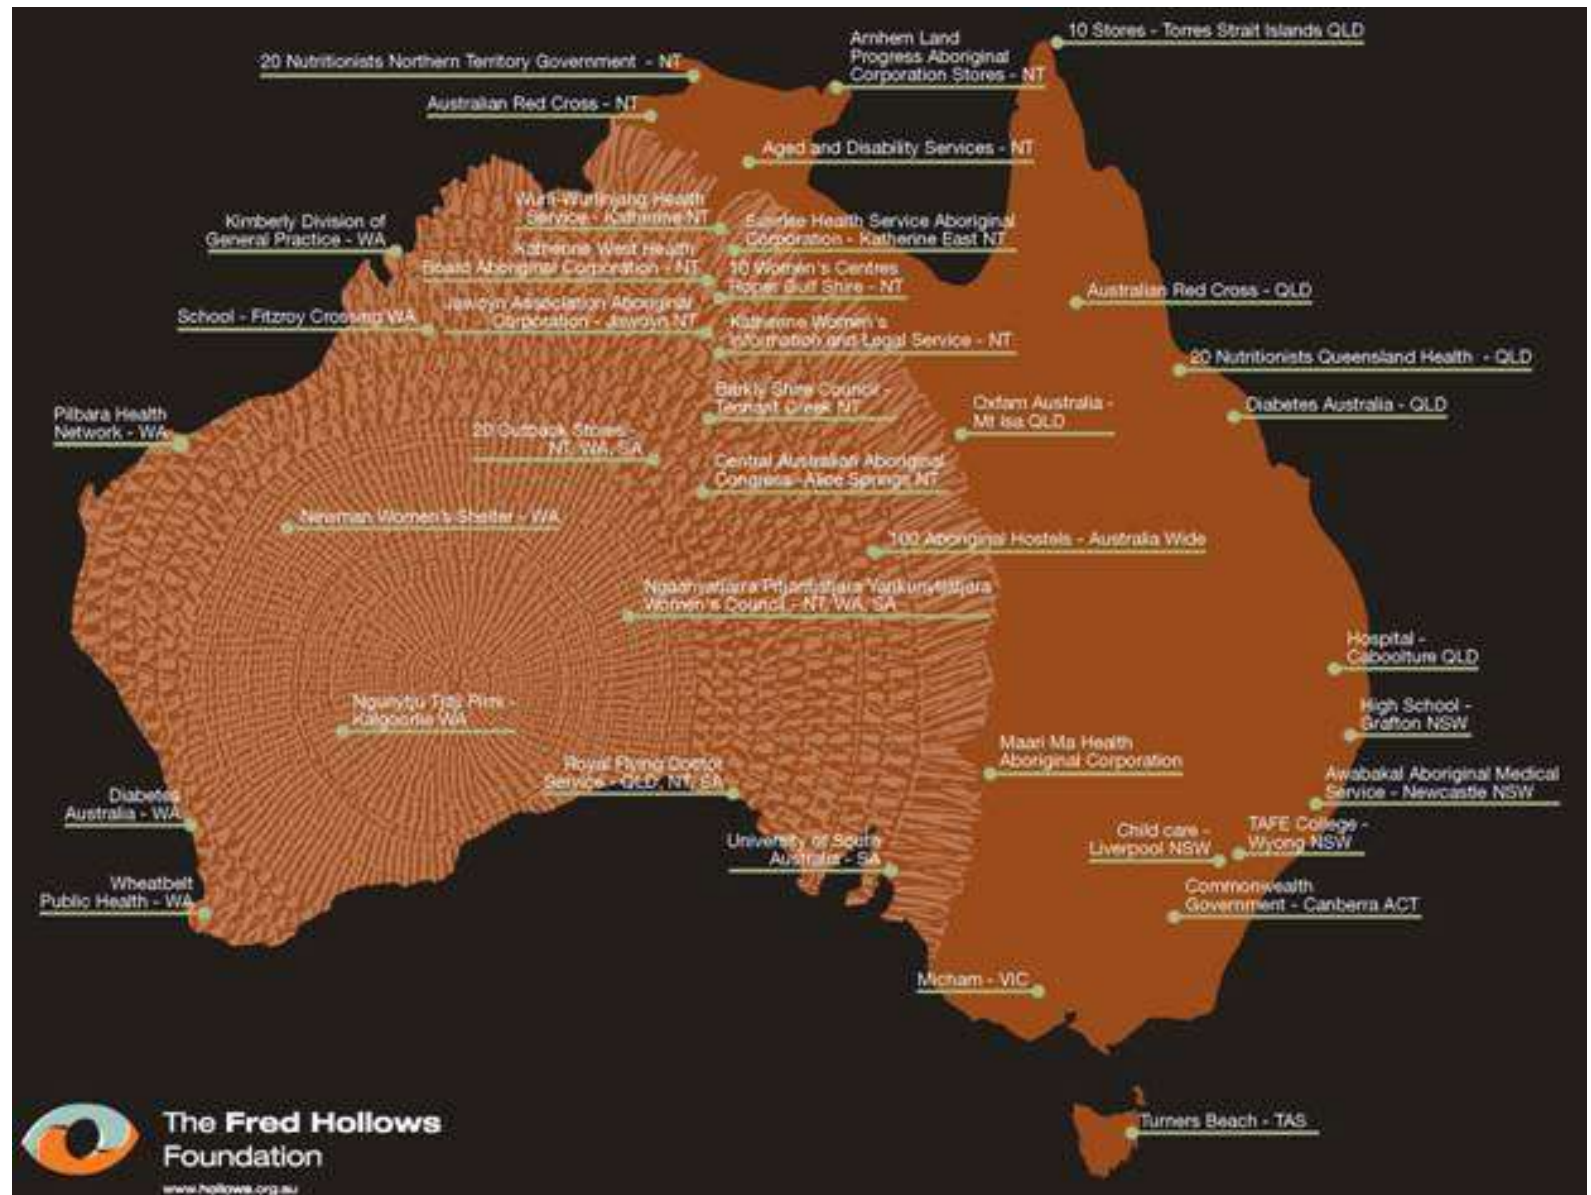 10 Stores - Torres Strait Islands QLD
Arnhem Land
Progress Aboriginal
Corporation Stores - NT
20 Nutritionists Northern Territory Government - NT
Australian Red Cross - NT
Aged and Disability Services - NT
Wurli-Wurlinjang Health
Service - Katherine NT
Kimberly Division of
General Practice - WA
Sunrise Health Service Aboriginal
Corporation - Katherine East NT
Katherine West Health
Board Aboriginal Corporation - NT
10 Women's Centres
Roper Gulf Shire - NT
Australian Red Cross - QLD
School - Fitzroy Crossing WA
Jawoyn Association Aboriginal
Corporation - Jawoyn NT
Katherine Women's
Information and Legal Service - NT
20 Nutritionists Queensland Health - QLD
Barkly Shire Council -
Tennant Creek NT
Oxfam Australia -
Mt Isa QLD
Diabetes Australia - QLD
Pilbara Health
Network - WA
20 Outback Stores -
NT, WA, SA
Central Australian Aboriginal
Congress - Alice Springs NT
Newman Women's Shelter - WA
100 Aboriginal Hostels - Australia Wide
Ngaanyatjarra Pitjantjatjara Yankunytjatjara
Women's Council - NT, WA, SA
Hospital -
Caboolture QLD
Kalgoorlie WA
High School -
Grafton NSW
Maari Ma Health
Aboriginal Corporation
Royal Flying Doctor
Service - QLD, NT, SA
Awabakal Aboriginal Medical
Service - Newcastle NSW
Diabetes
Australia - WA
Child care -
Liverpool NSW
TAFE College -
Wyong NSW
University of South
Australia - SA
Wheatbelt
Public Health - WA
Commonwealth
Government - Canberra ACT
Micham - VIC
Turners Beach - TAS
The Fred Hollows
Foundation
www.hollows.org.au